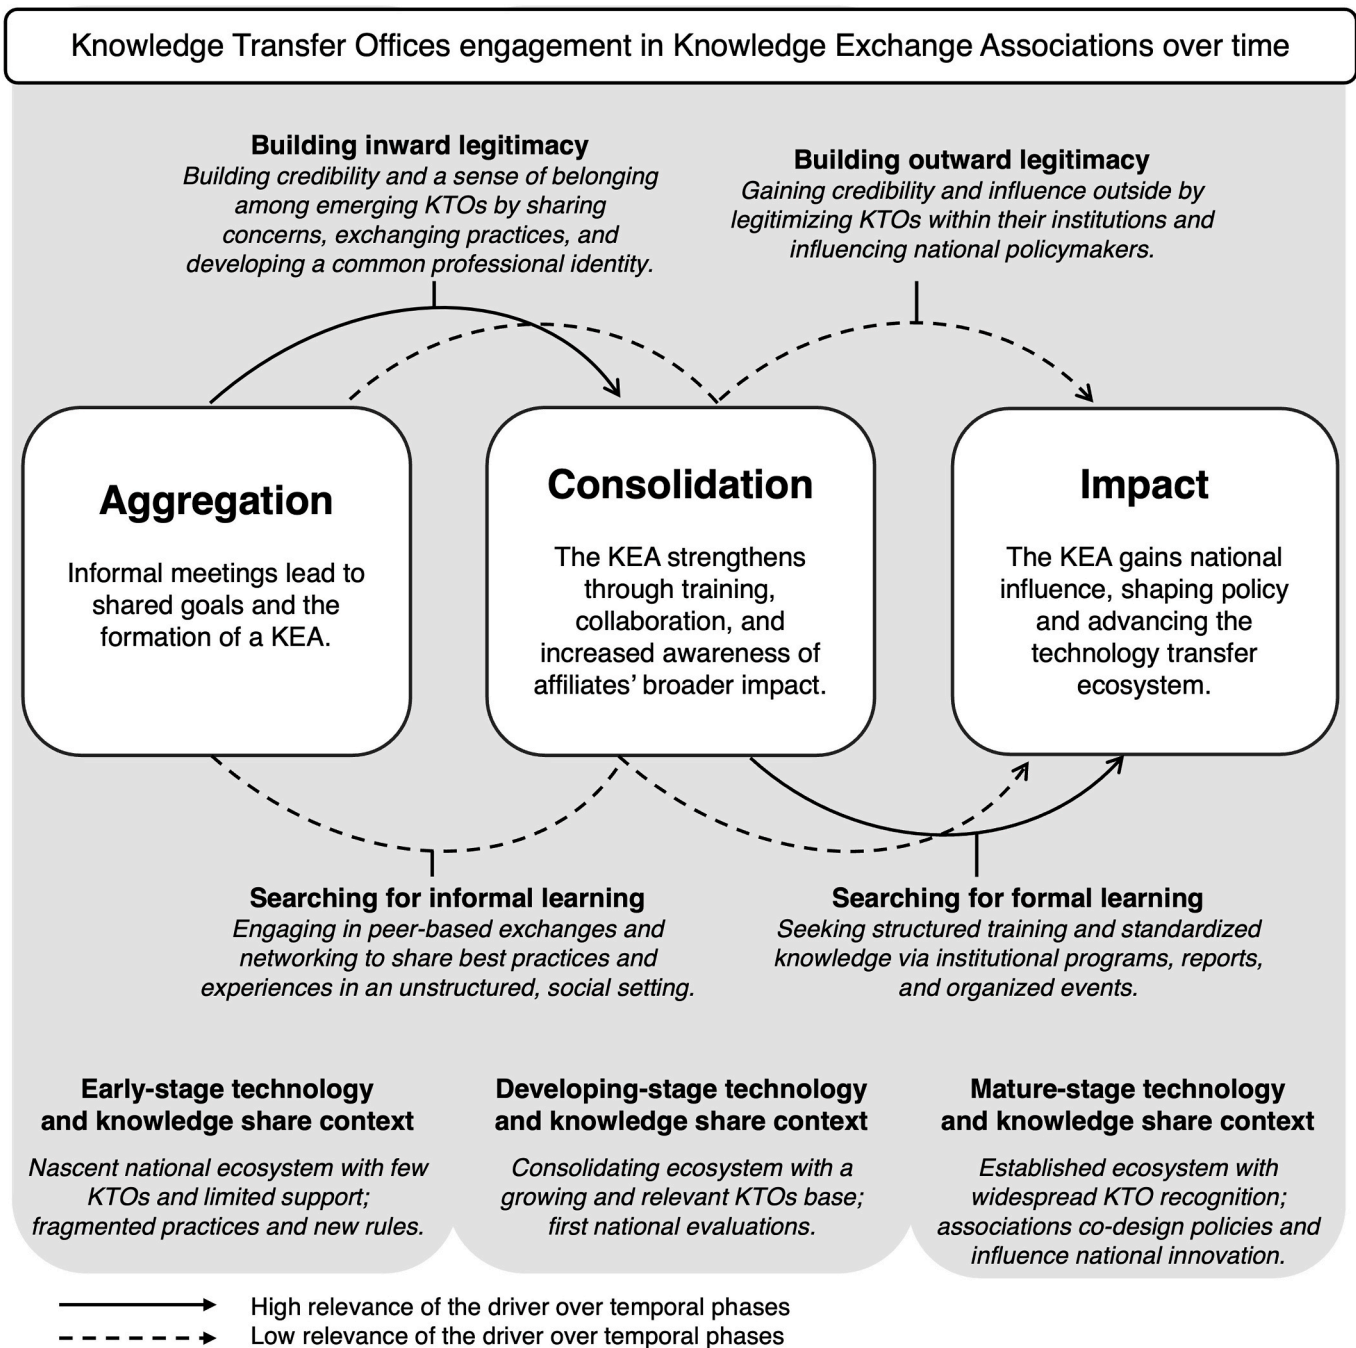 Knowledge Transfer Offices engagement in Knowledge Exchange Associations over time
Building inward legitimacy
Building credibility and a sense of belonging
among emerging KTOs by sharing
concerns, exchanging practices, and
developing a common professional identity.
Building outward legitimacy
Gaining credibility and influence outside by
legitimizing KTOs within their institutions and
influencing national policymakers.
Aggregation
Informal meetings lead to
shared goals and the
formation of a KEA.
Consolidation
The KEA strengthens
through training,
collaboration, and
increased awareness of
affiliates’ broader impact.
Impact
The KEA gains national
influence, shaping policy
and advancing the
technology transfer
ecosystem.
Searching for informal learning
Engaging in peer-based exchanges and
networking to share best practices and
experiences in an unstructured, social setting.
Searching for formal learning
Seeking structured training and standardized
knowledge via institutional programs, reports,
and organized events.
Early-stage technology
and knowledge share context
Nascent national ecosystem with few
KTOs and limited support;
fragmented practices and new rules.
Developing-stage technology
and knowledge share context
Consolidating ecosystem with a
growing and relevant KTOs base;
first national evaluations.
Mature-stage technology
and knowledge share context
Established ecosystem with
widespread KTO recognition;
associations co-design policies and
influence national innovation.
High relevance of the driver over temporal phases
Low relevance of the driver over temporal phases